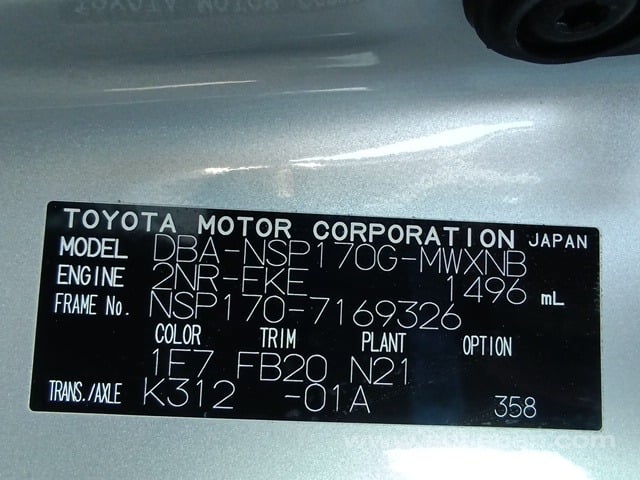 TOYOTA MOTOR CORPORATION JAPAN
MODEL DBA-NSP170G-MWXNB
ENGINE 2NR-FKE 1496 mL
FRAME No. NSP170-7169326
COLOR TRIM PLANT OPTION
1F7 FB20 N21
TRANS./AXLE K312 -01A 358